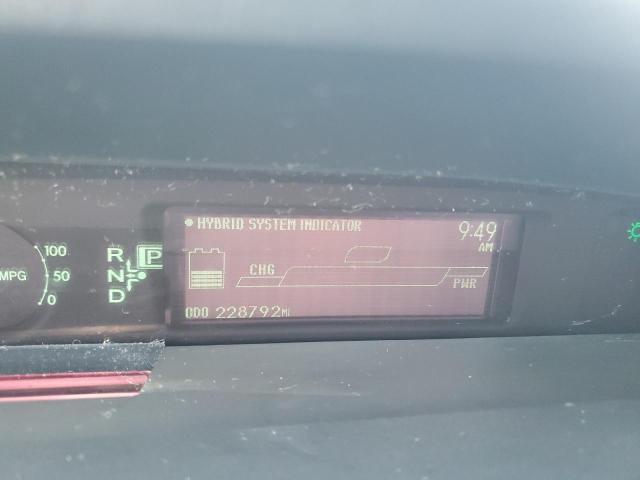 HYBRID SYSTEM INDICATOR
9:49
AM
100
MPG 50
0
R
N
D
P
CHG
PWR
ODO 228792MI